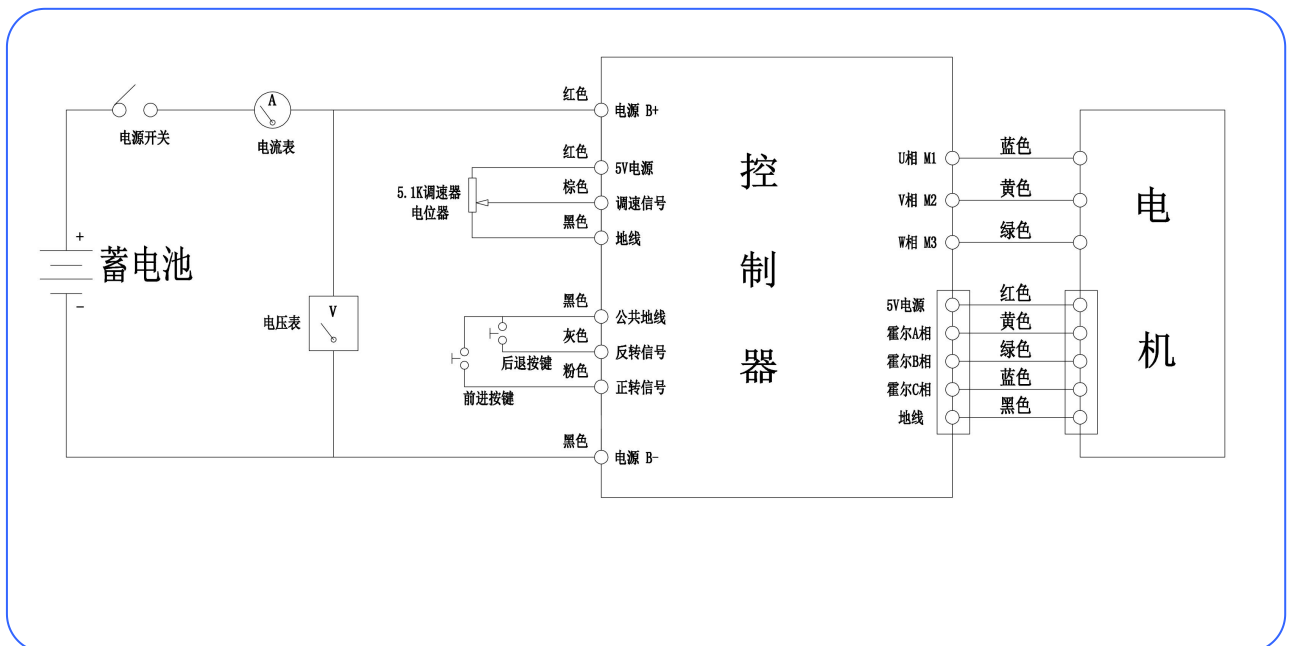 电源开关
A
电流表
红色
电源 B+
红色
5V电源
5.1K调速器
电位器
棕色
调速信号
黑色
地线
+
蓄电池
-
电压表
V
黑色
公共地线
灰色
反转信号
后退按键
粉色
正转信号
前进按键
黑色
电源 B-
控
制
器
U相 M1
蓝色
V相 M2
黄色
W相 M3
绿色
5V电源
红色
霍尔A相
黄色
霍尔B相
绿色
霍尔C相
蓝色
地线
黑色
电
机